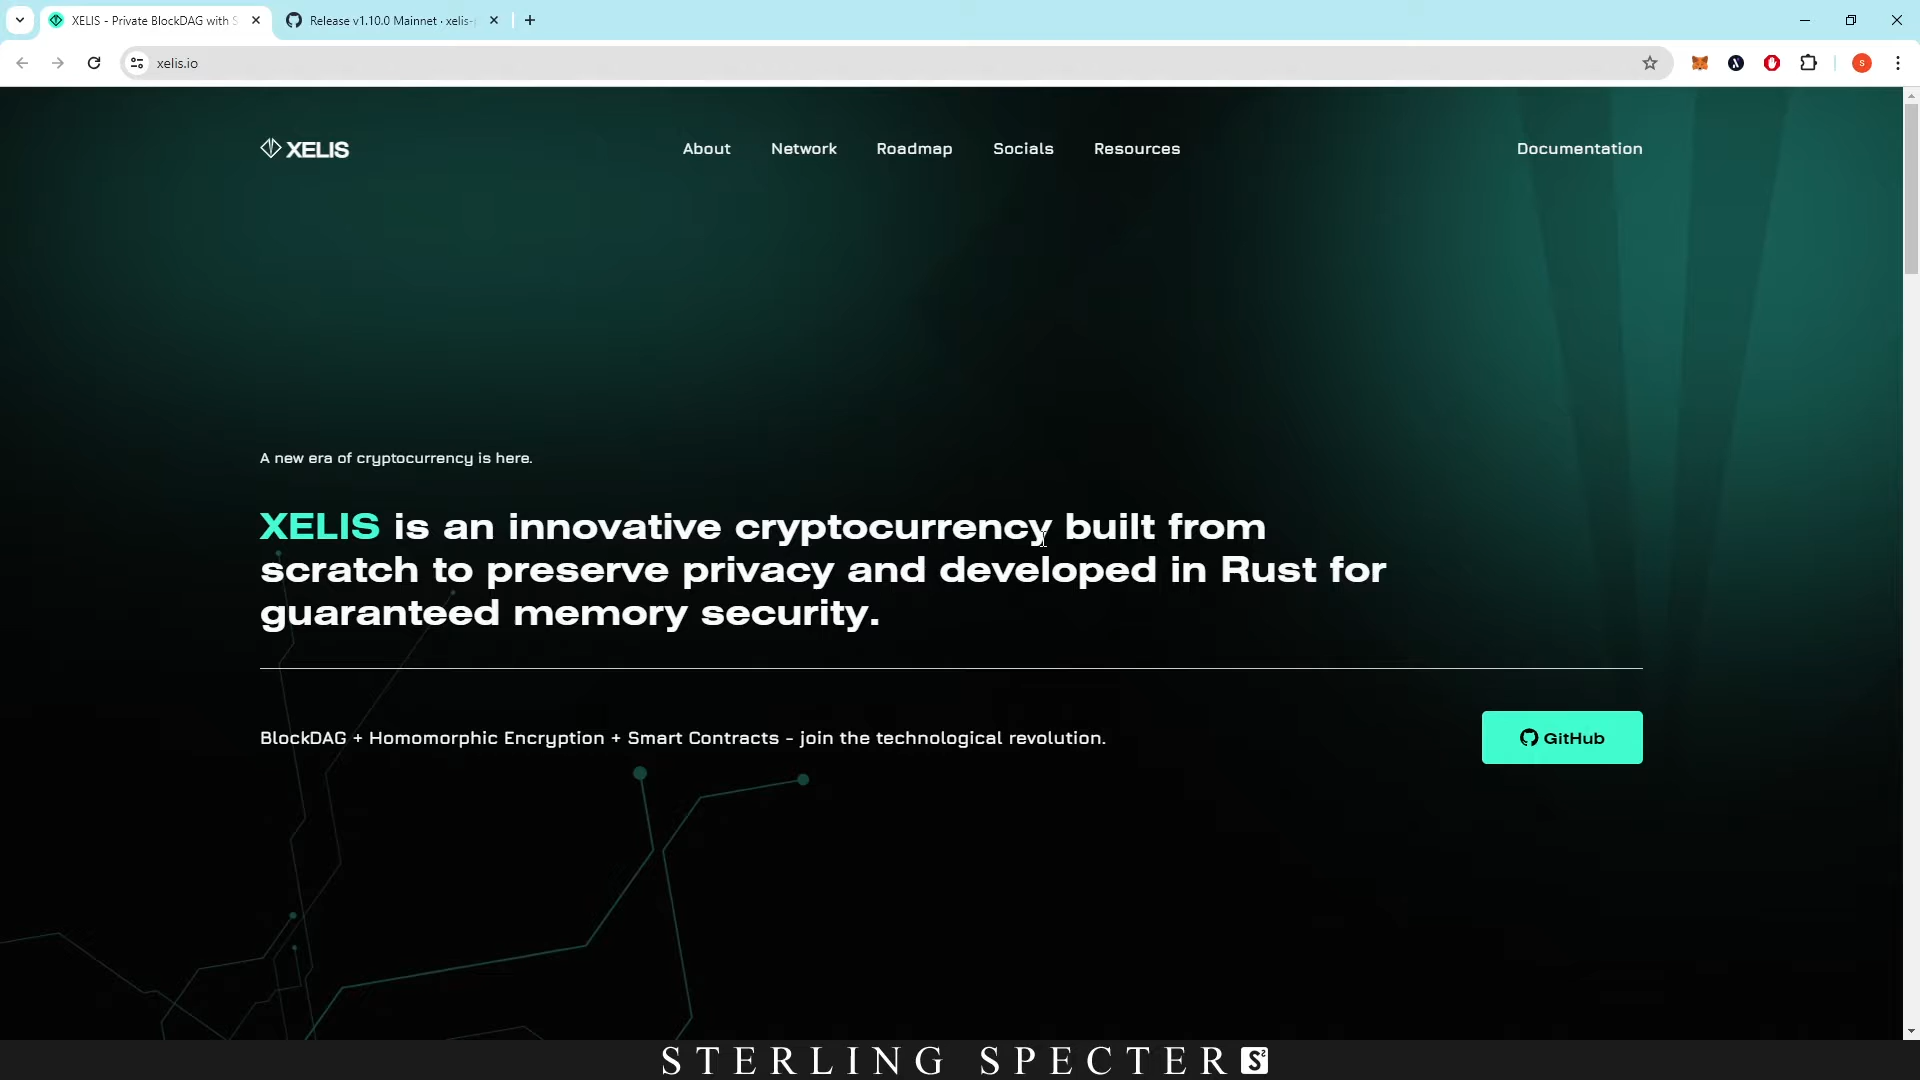 XELIS - Private BlockDAG with S
Release v1.10.0 Mainnet · xelis-
xelis.io
S
XELIS
About
Network
Roadmap
Socials
Resources
Documentation
A new era of cryptocurrency is here.
XELIS is an innovative cryptocurrency built from
scratch to preserve privacy and developed in Rust for
guaranteed memory security.
BlockDAG + Homomorphic Encryption + Smart Contracts - join the technological revolution.
GitHub
STERLING SPECTER